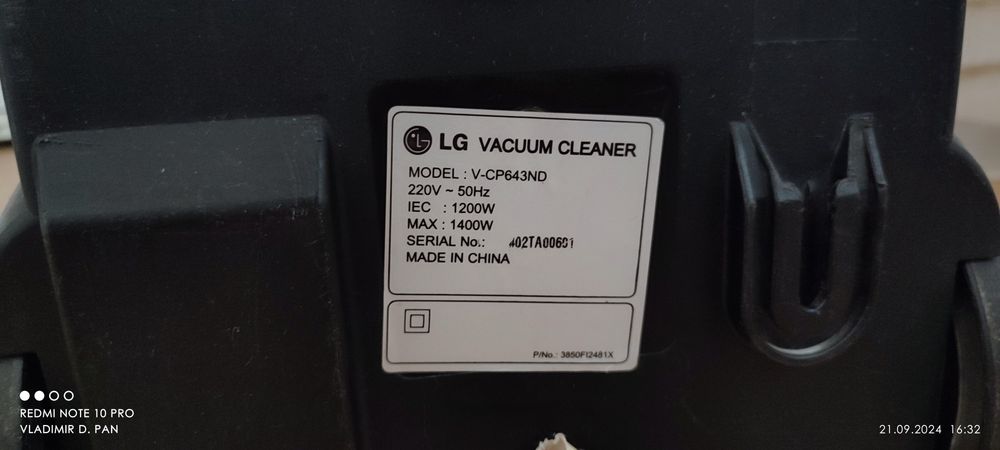 LG VACUUM CLEANER
MODEL : V-CP643ND
220V ~ 50Hz
IEC : 1200W
MAX : 1400W
SERIAL No.: 402TA00691
MADE IN CHINA
P/No.: 3850FI2481X
REDMI NOTE 10 PRO
VLADIMIR D. PAN
21.09.2024 16:32